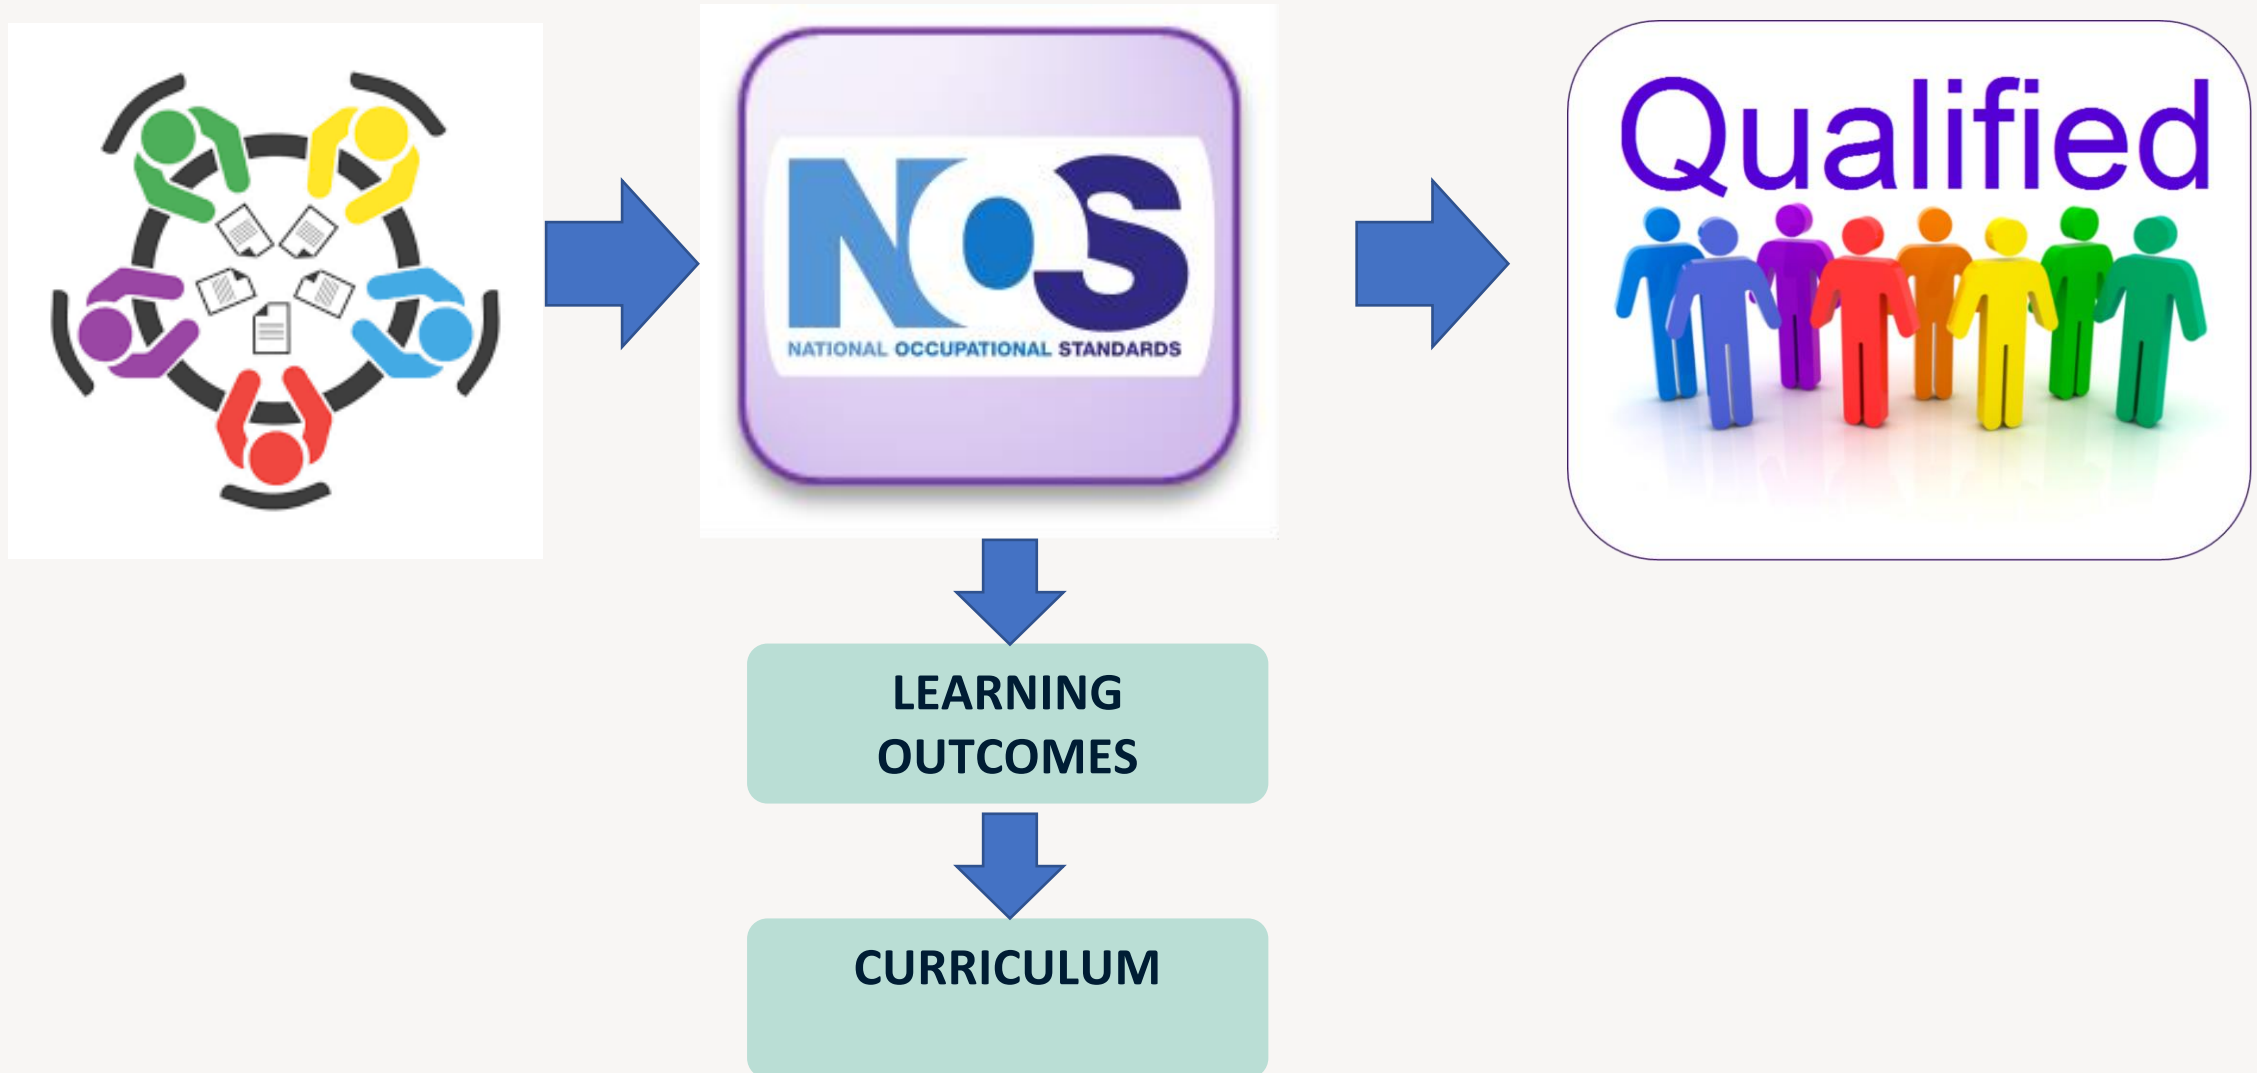 NOS
NATIONAL OCCUPATIONAL STANDARDS
Qualified
LEARNING
OUTCOMES
CURRICULUM